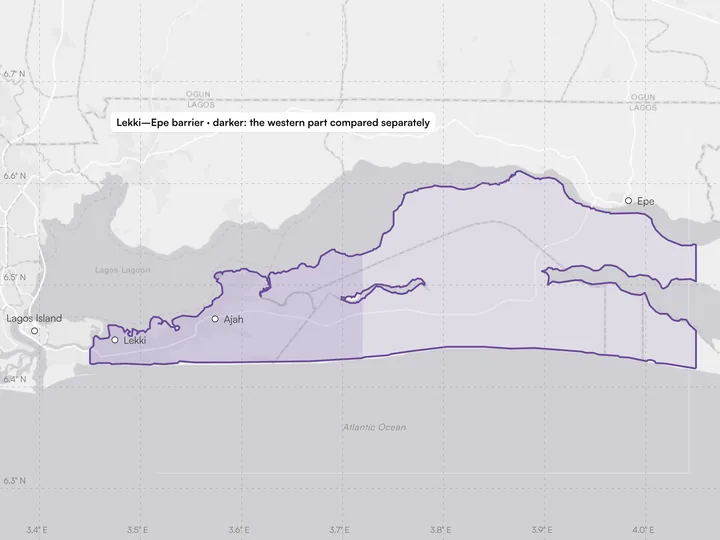 6.7° N
OGUN
LAGOS
OGUN
LAGOS
Lekki—Epe barrier · darker: the western part compared separately
6.6° N
Epe
Lagos Lagoon
6.5° N
Lagos Island
Ajah
Lekki
6.4° N
Atlantic Ocean
6.3° N
3.4° E
3.5° E
3.6° E
3.7° E
3.8° E
3.9° E
4.0° E